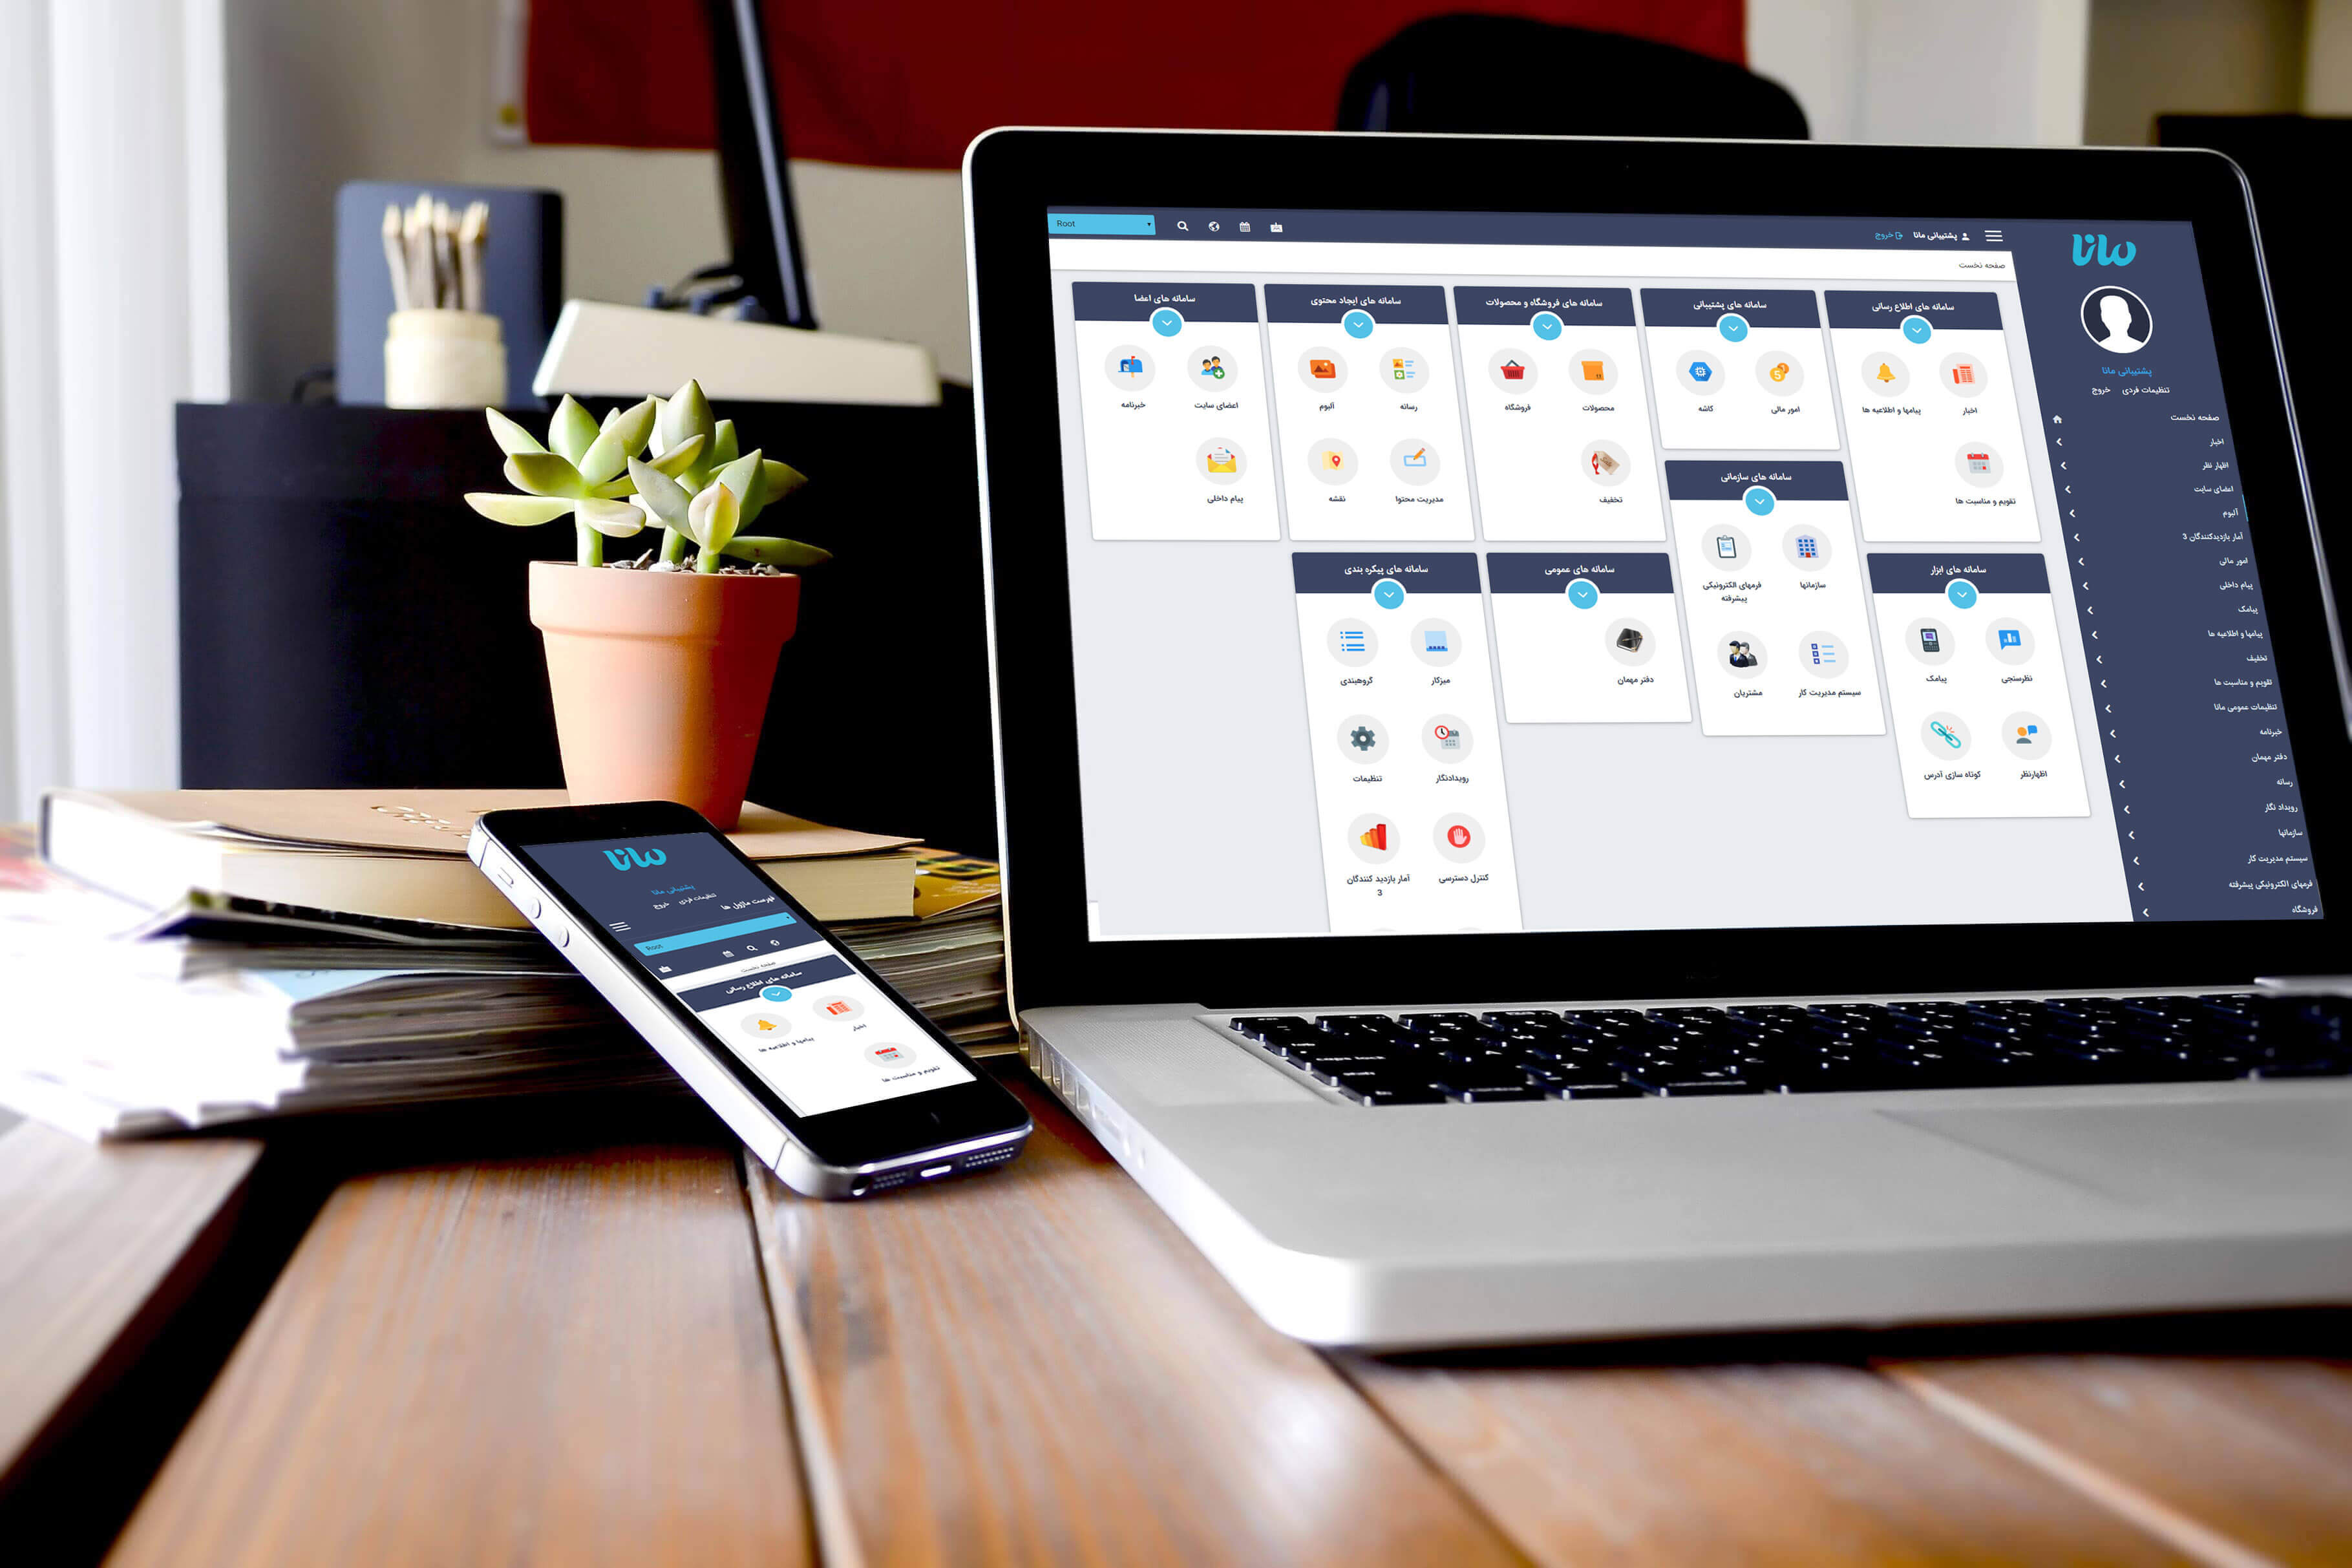 مانا
پشتیبانی مانا
تنظیمات فردی خروج
صفحه نخست
اخبار
اظهار نظر
اعضای سایت
آلبوم
آمار بازدیدکنندگان 3
امور مالی
پیام داخلی
پیامک
پیامها و اطلاعیه ها
تخفیف
تقویم و مناسبت ها
تنظیمات عمومی مانا
خبرنامه
دفتر مهمان
رسانه
رویداد نگار
سازمانها
سیستم مدیریت کار
فرمهای الکترونیکی پیشرفته
فروشگاه
پشتیبانی مانا خروج
Root
صفحه نخست
سامانه های اطلاع رسانی
اخبار پیامها و اطلاعیه ها
تقویم و مناسبت ها
سامانه های پشتیبانی
امور مالی کاشه
سامانه های فروشگاه و محصولات
محصولات فروشگاه
تخفیف
سامانه های ایجاد محتوی
رسانه آلبوم
مدیریت محتوا نقشه
سامانه های اعضا
اعضای سایت خبرنامه
پیام داخلی
سامانه های ابزار
نظرسنجی پیامک
اظهارنظر کوتاه سازی آدرس
سامانه های سازمانی
سازمانها فرمهای الکترونیکی
پیشرفته
سیستم مدیریت کار مشتریان
سامانه های عمومی
دفتر مهمان
سامانه های پیکره بندی
میزکار گروهبندی
رویدادنگار تنظیمات
کنترل دسترسی آمار بازدید کنندگان
3
مانا
پشتیبانی مانا
تنظیمات فردی خروج
فهرست ماژول ها
Root
صفحه نخست
سامانه های اطلاع رسانی
اخبار پیامها و اطلاعیه ها
تقویم و مناسبت ها